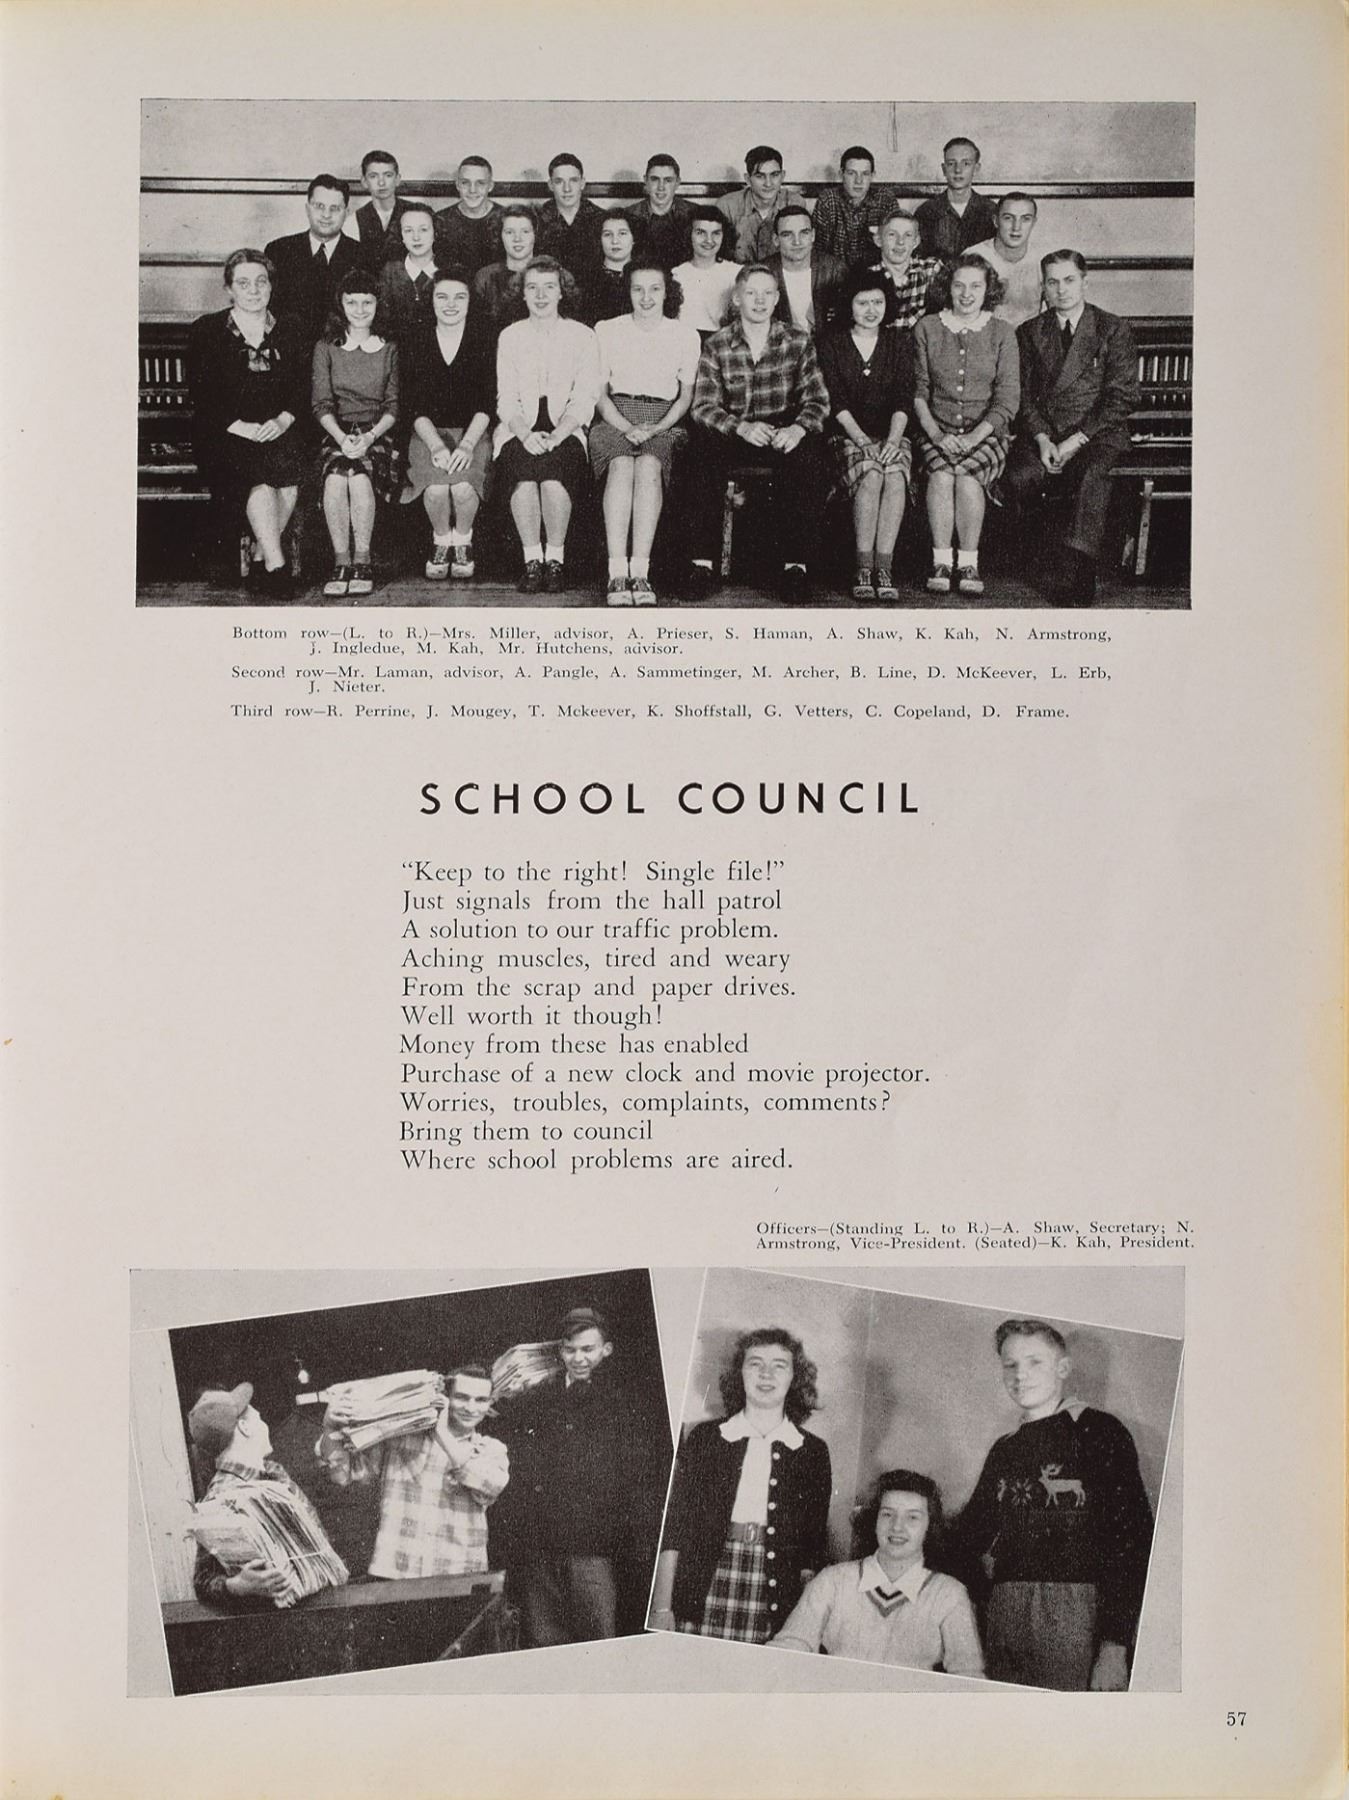 Bottom row—(L. to R.)—Mrs. Miller, advisor, A. Prieser, S. Haman, A. Shaw, K. Kah, N. Armstrong,
J. Ingledue, M. Kah, Mr. Hutchens, advisor.
Second row—Mr. Laman, advisor, A. Pangle, A. Sammetinger, M. Archer, B. Line, D. McKeever, L. Erb,
J. Nieter.
Third row—R. Perrine, J. Mougey, T. Mckeever, K. Shoffstall, G. Vetters, C. Copeland, D. Frame.
SCHOOL COUNCIL
“Keep to the right! Single file!”
Just signals from the hall patrol
A solution to our traffic problem.
Aching muscles, tired and weary
From the scrap and paper drives.
Well worth it though!
Money from these has enabled
Purchase of a new clock and movie projector.
Worries, troubles, complaints, comments?
Bring them to council
Where school problems are aired.
Officers—(Standing L. to R.)—A. Shaw, Secretary; N.
Armstrong, Vice-President. (Seated)—K. Kah, President.
57